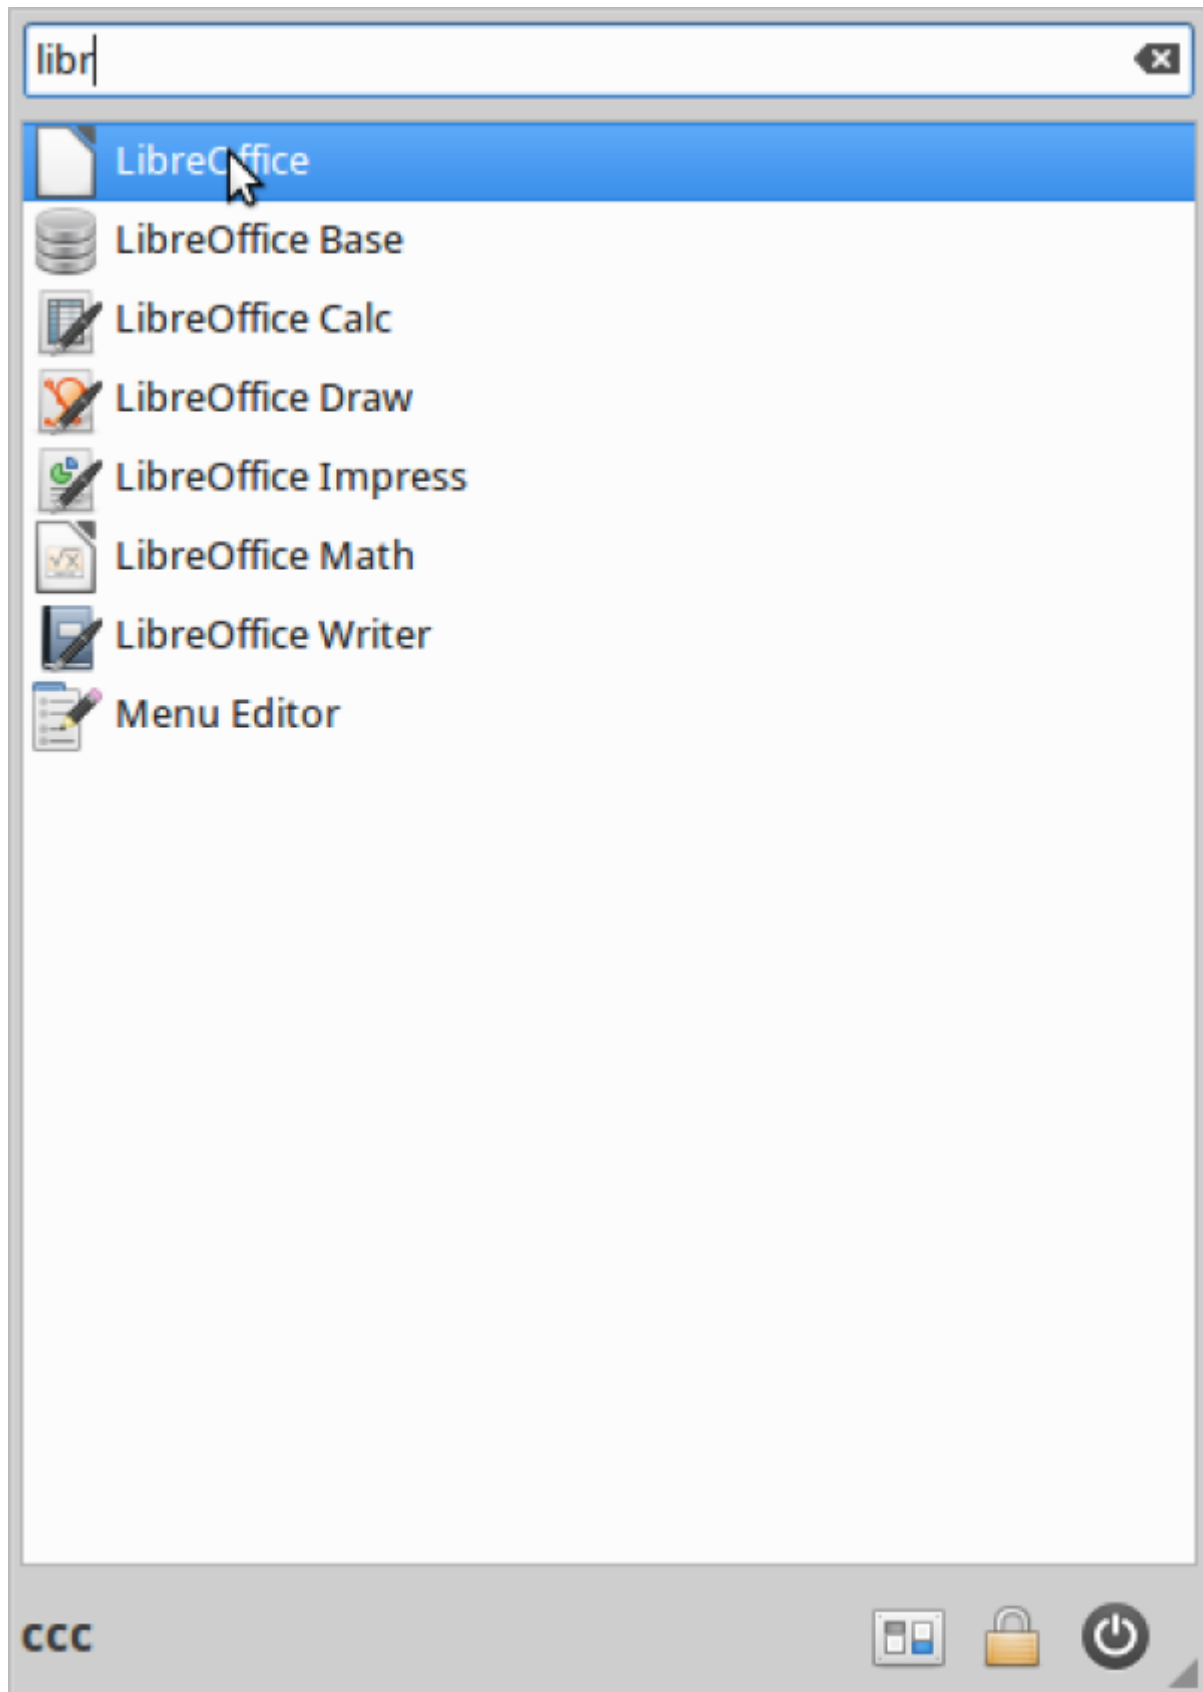 libr
LibreOffice
LibreOffice Base
LibreOffice Calc
LibreOffice Draw
LibreOffice Impress
LibreOffice Math
LibreOffice Writer
Menu Editor
ccc